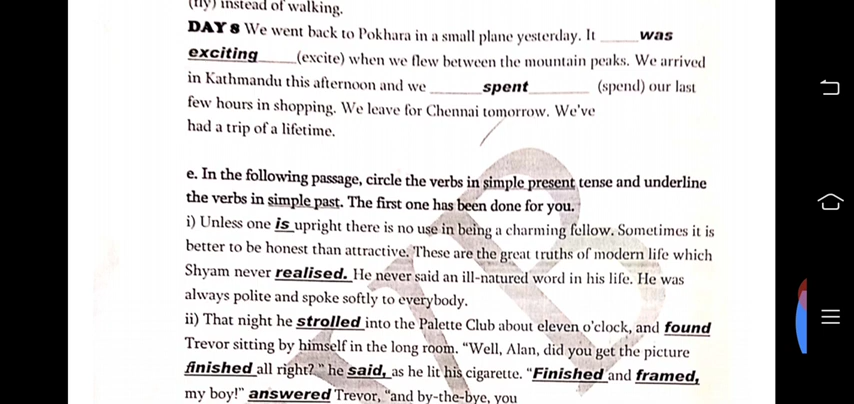 (fly) instead of walking.
DAY 8 We went back to Pokhara in a small plane yesterday. It ____ was
exciting ____(excite) when we flew between the mountain peaks. We arrived
in Kathmandu this afternoon and we ______spent_______ (spend) our last
few hours in shopping. We leave for Chennai tomorrow. We've
had a trip of a lifetime.
e. In the following passage, circle the verbs in simple present tense and underline
the verbs in simple past. The first one has been done for you.
i) Unless one is upright there is no use in being a charming fellow. Sometimes it is
better to be honest than attractive. These are the great truths of modern life which
Shyam never realised. He never said an ill-natured word in his life. He was
always polite and spoke softly to everybody.
ii) That night he strolled into the Palette Club about eleven o'clock, and found
Trevor sitting by himself in the long room. "Well, Alan, did you get the picture
finished all right?" he said, as he lit his cigarette. "Finished and framed,
my boy!" answered Trevor, "and by-the-bye, you